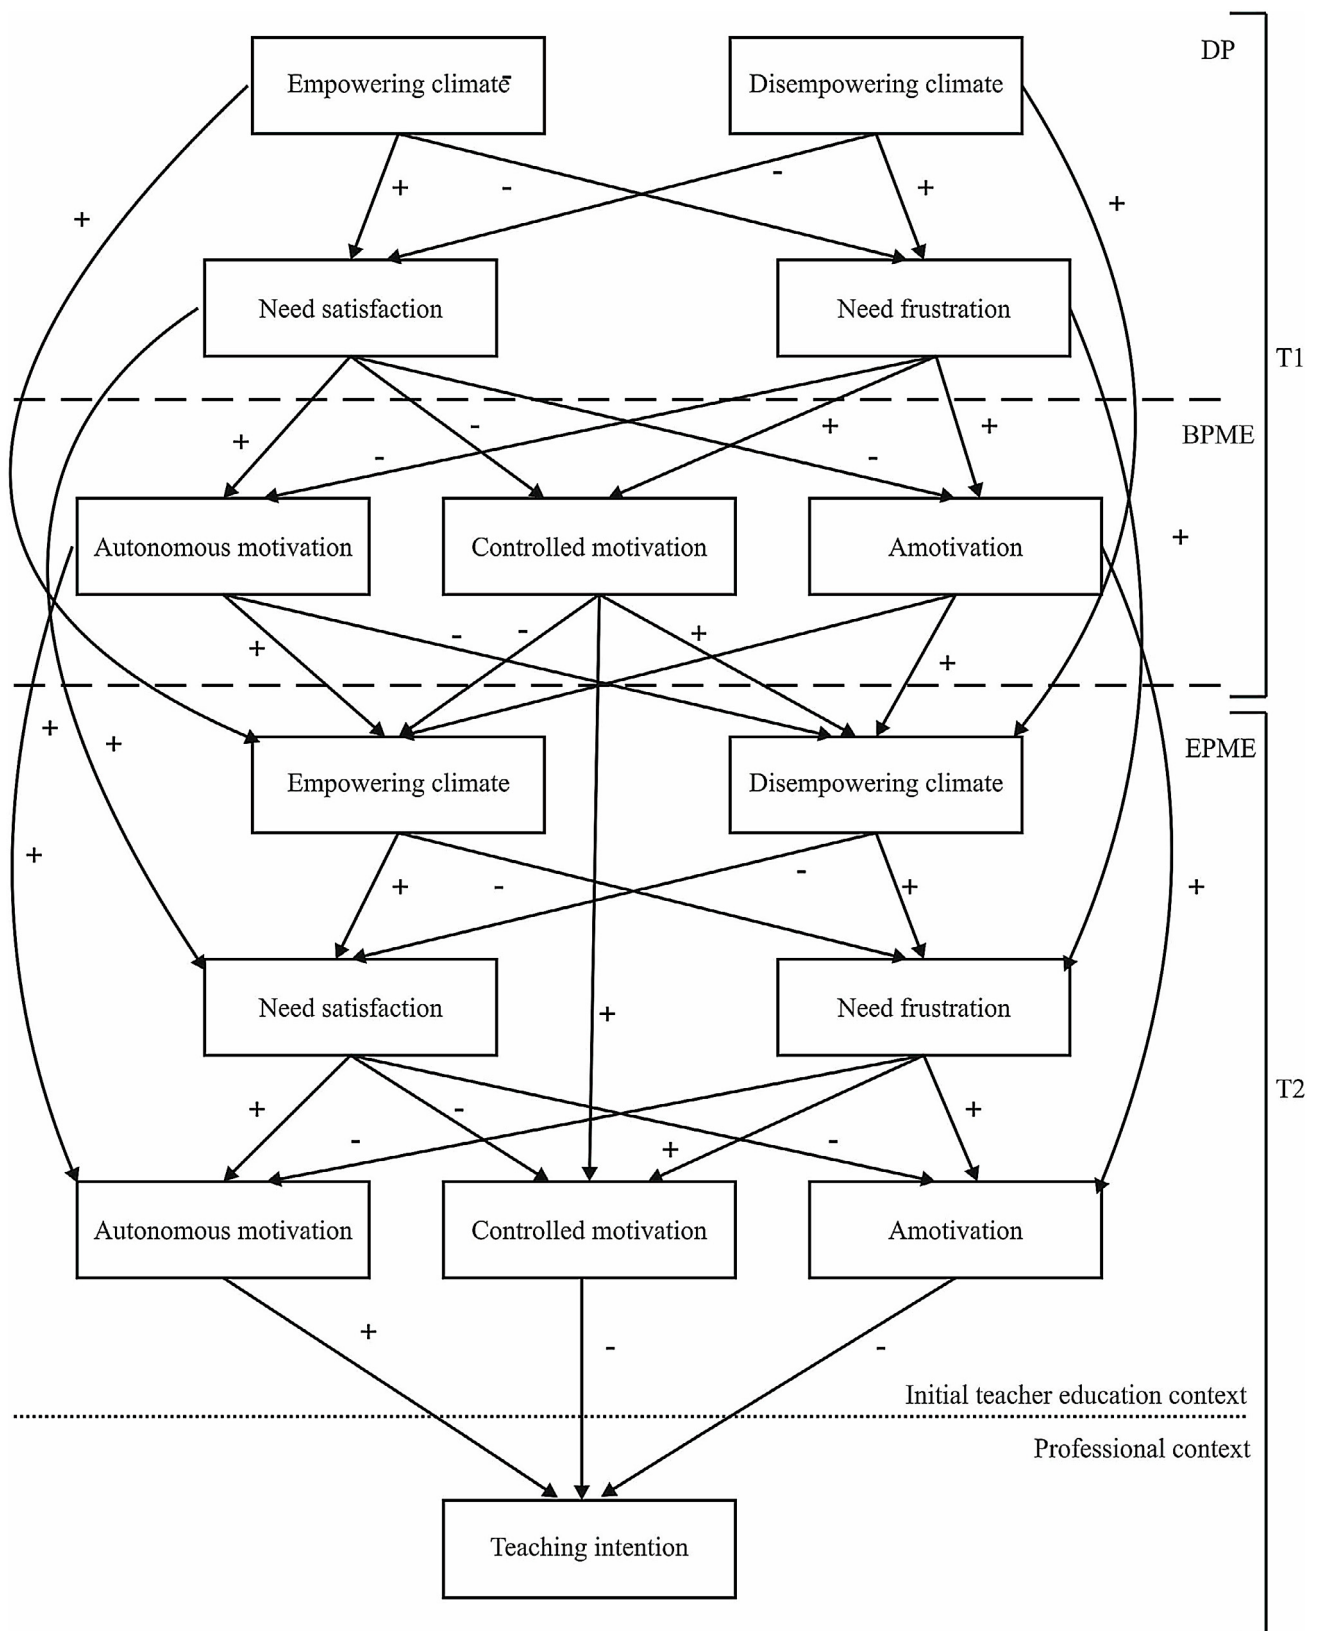 DP
Empowering climate
-
Disempowering climate
+
-
-
+
+
+
Need satisfaction
Need frustration
T1
+
-
-
+
-
+
BPME
Autonomous motivation
Controlled motivation
Amotivation
+
+
-
-
+
+
+
+
EPME
Empowering climate
Disempowering climate
+
+
-
-
+
+
Need satisfaction
Need frustration
+
+
-
-
+
-
+
T2
Autonomous motivation
Controlled motivation
Amotivation
+
-
-
Initial teacher education context
Professional context
Teaching intention